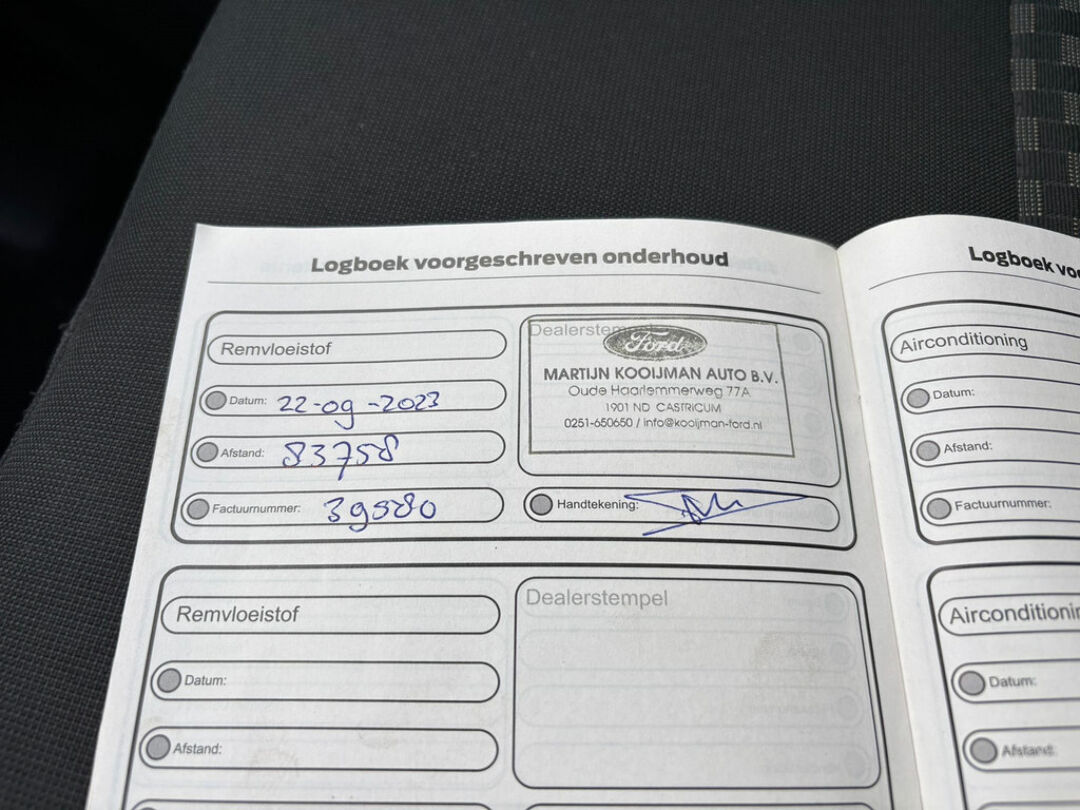 Logboek voorgeschreven onderhoud
Remvloeistof
Datum: 22-09-2023
Afstand: 83758
Factuurnummer: 39580
Dealerstempel
Ford
MARTIJN KOOIJMAN AUTO B.V.
Oude Haarlemmerweg 77A
1901 ND CASTRICUM
0251-650650 / info@kooijman-ford.nl
Handtekening:
Remvloeistof
Datum:
Afstand:
Dealerstempel
Logboek vo
Airconditioning
Datum:
Afstand:
Factuurnummer:
Airconditionin
Datum:
Afstand: